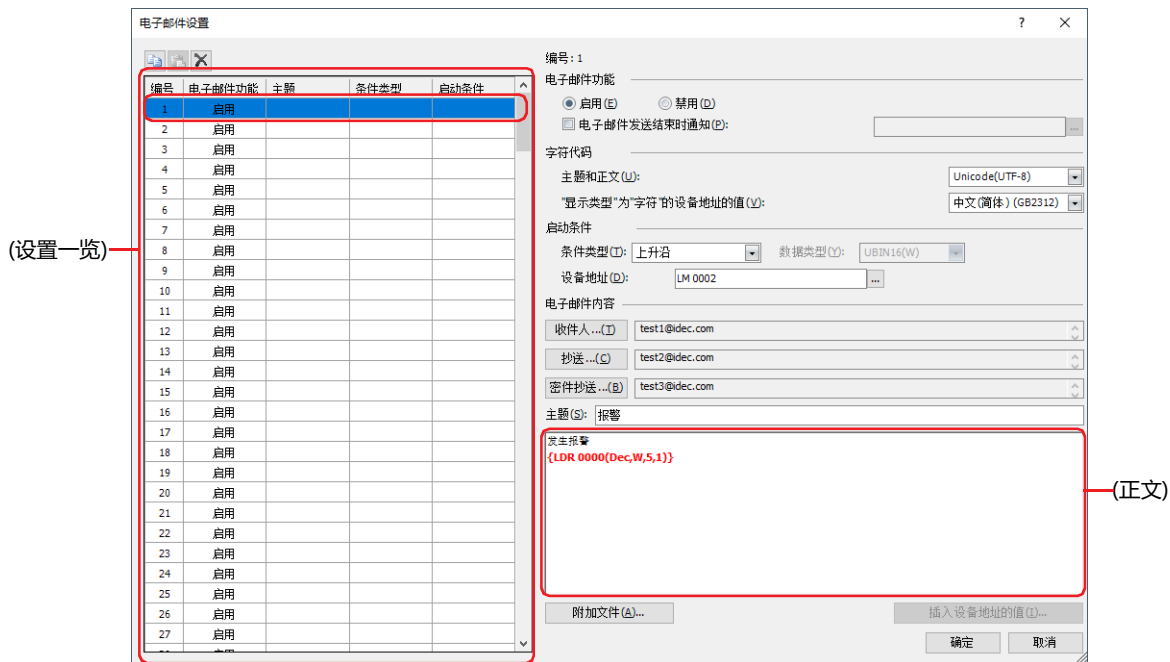 电子邮件设置
编号 电子邮件功能 主题 条件类型 启动条件
1 启用
2 启用
3 启用
4 启用
5 启用
6 启用
7 启用
8 启用
9 启用
10 启用
11 启用
12 启用
13 启用
14 启用
15 启用
16 启用
17 启用
18 启用
19 启用
20 启用
21 启用
22 启用
23 启用
24 启用
25 启用
26 启用
27 启用
(设置一览)
编号: 1
电子邮件功能
启用(E) 禁用(D)
电子邮件发送结束时通知(P): ...
字符代码
主题和正文(U): Unicode(UTF-8)
"显示类型"为"字符"的设备地址的值(V): 中文(简体) (GB2312)
启动条件
条件类型(T): 上升沿 数据类型(Y): UBIN16(W)
设备地址(D): LM 0002 ...
电子邮件内容
收件人...(T) test1@idec.com
抄送...(C) test2@idec.com
密件抄送...(B) test3@idec.com
主题(S): 报警
发生报警
{LDR 0000(Dec,W,5,1)}
(正文)
附加文件(A)... 插入设备地址的值(I)...
确定 取消